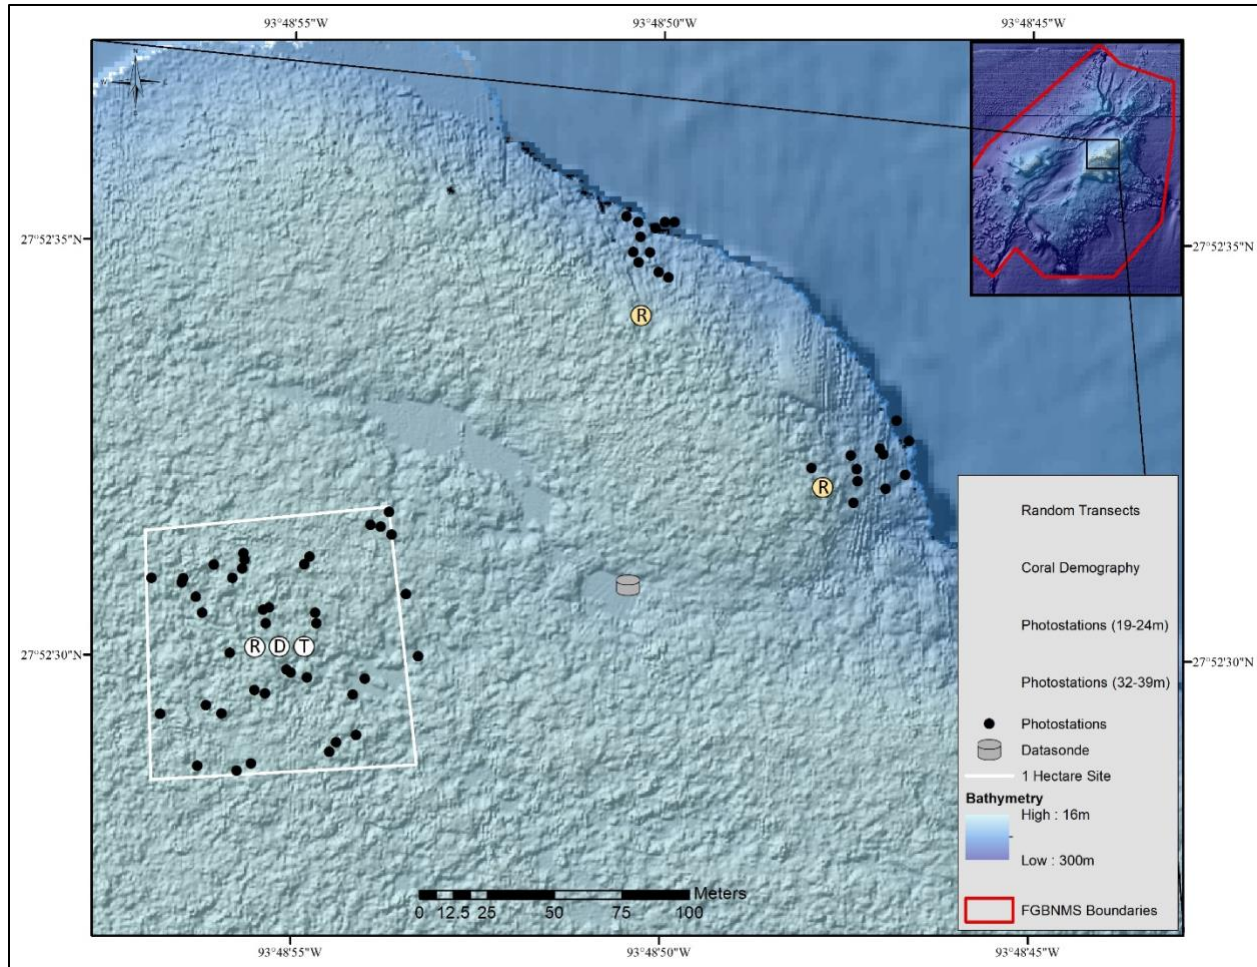 93°48'55"W 93°48'50"W 93°48'45"W
N
W
27°52'35"N 27°52'35"N
R
R
R D T
27°52'30"N 27°52'30"N
Random Transects
Coral Demography
Photostations (19-24m)
Photostations (32-39m)
Photostations
Datasonde
1 Hectare Site
Bathymetry
High : 16m
Low : 300m
FGBNMS Boundaries
Meters
0 12.5 25 50 75 100
93°48'55"W 93°48'50"W 93°48'45"W